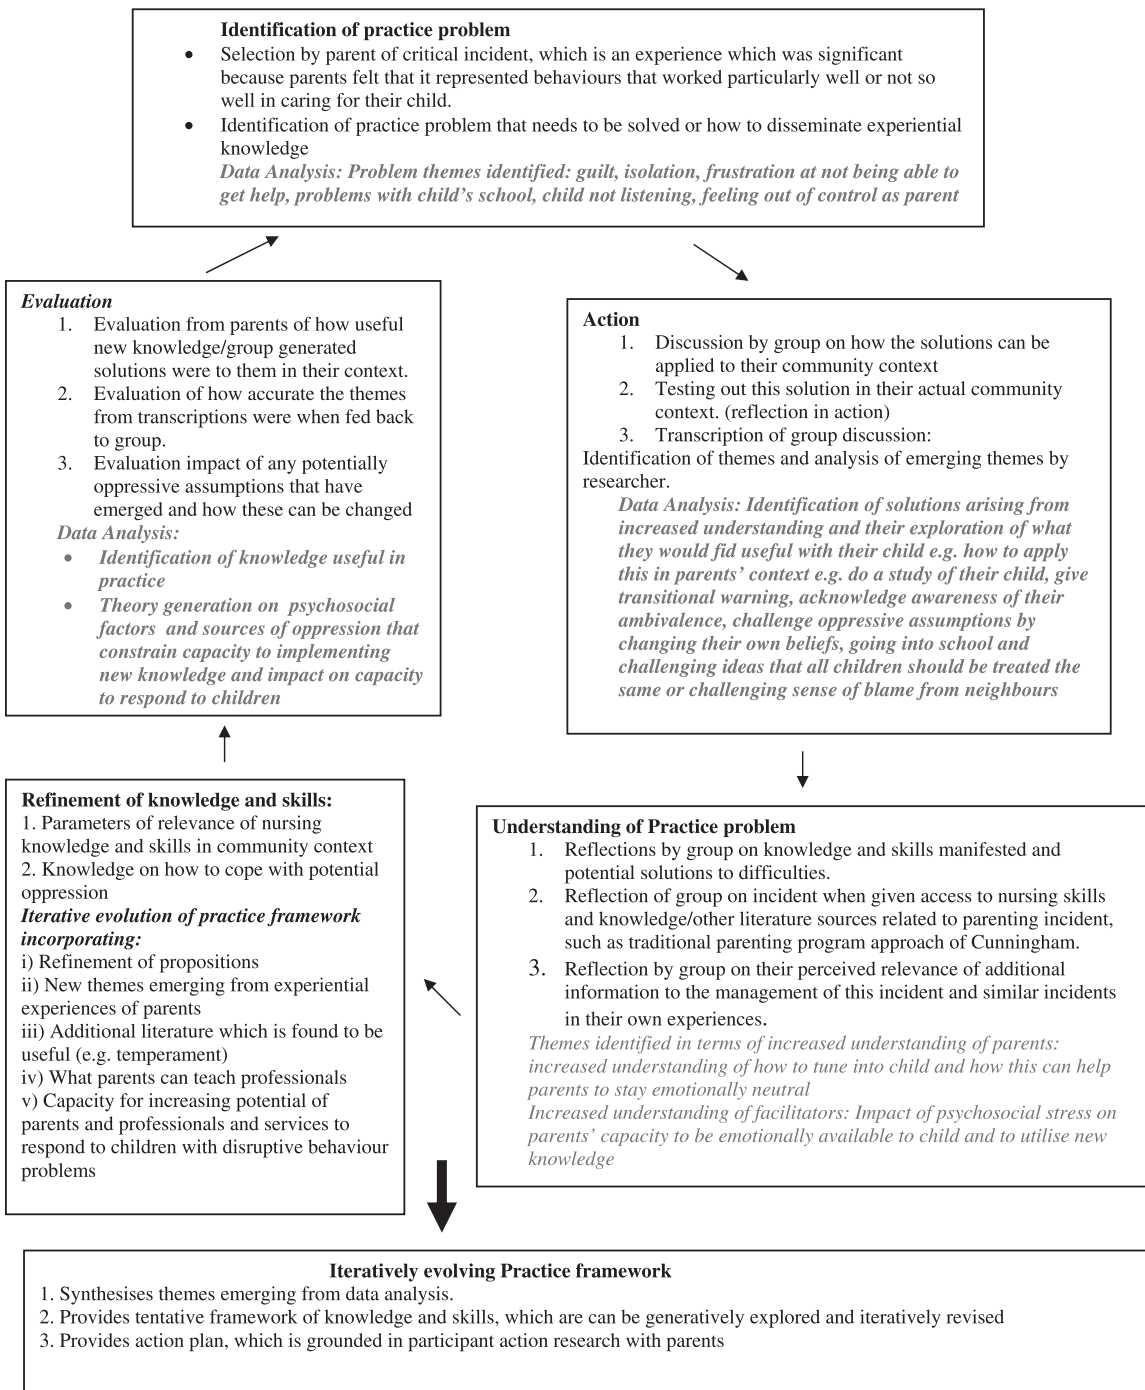 Identification of practice problem
• Selection by parent of critical incident, which is an experience which was significant
because parents felt that it represented behaviours that worked particularly well or not so
well in caring for their child.
• Identification of practice problem that needs to be solved or how to disseminate experiential
knowledge
Data Analysis: Problem themes identified: guilt, isolation, frustration at not being able to
get help, problems with child's school, child not listening, feeling out of control as parent
Evaluation
1. Evaluation from parents of how useful
new knowledge/group generated
solutions were to them in their context.
2. Evaluation of how accurate the themes
from transcriptions were when fed back
to group.
3. Evaluation impact of any potentially
oppressive assumptions that have
emerged and how these can be changed
Data Analysis:
• Identification of knowledge useful in
practice
• Theory generation on psychosocial
factors and sources of oppression that
constrain capacity to implementing
new knowledge and impact on capacity
to respond to children
Action
1. Discussion by group on how the solutions can be
applied to their community context
2. Testing out this solution in their actual community
context. (reflection in action)
3. Transcription of group discussion:
Identification of themes and analysis of emerging themes by
researcher.
Data Analysis: Identification of solutions arising from
increased understanding and their exploration of what
they would fid useful with their child e.g. how to apply
this in parents' context e.g. do a study of their child, give
transitional warning, acknowledge awareness of their
ambivalence, challenge oppressive assumptions by
changing their own beliefs, going into school and
challenging ideas that all children should be treated the
same or challenging sense of blame from neighbours
Refinement of knowledge and skills:
1. Parameters of relevance of nursing
knowledge and skills in community context
2. Knowledge on how to cope with potential
oppression
Iterative evolution of practice framework
incorporating:
i) Refinement of propositions
ii) New themes emerging from experiential
experiences of parents
iii) Additional literature which is found to be
useful (e.g. temperament)
iv) What parents can teach professionals
v) Capacity for increasing potential of
parents and professionals and services to
respond to children with disruptive behaviour
problems
Understanding of Practice problem
1. Reflections by group on knowledge and skills manifested and
potential solutions to difficulties.
2. Reflection of group on incident when given access to nursing skills
and knowledge/other literature sources related to parenting incident,
such as traditional parenting program approach of Cunningham.
3. Reflection by group on their perceived relevance of additional
information to the management of this incident and similar incidents
in their own experiences.
Themes identified in terms of increased understanding of parents:
increased understanding of how to tune into child and how this can help
parents to stay emotionally neutral
Increased understanding of facilitators: Impact of psychosocial stress on
parents' capacity to be emotionally available to child and to utilise new
knowledge
Iteratively evolving Practice framework
1. Synthesises themes emerging from data analysis.
2. Provides tentative framework of knowledge and skills, which are can be generatively explored and iteratively revised
3. Provides action plan, which is grounded in participant action research with parents